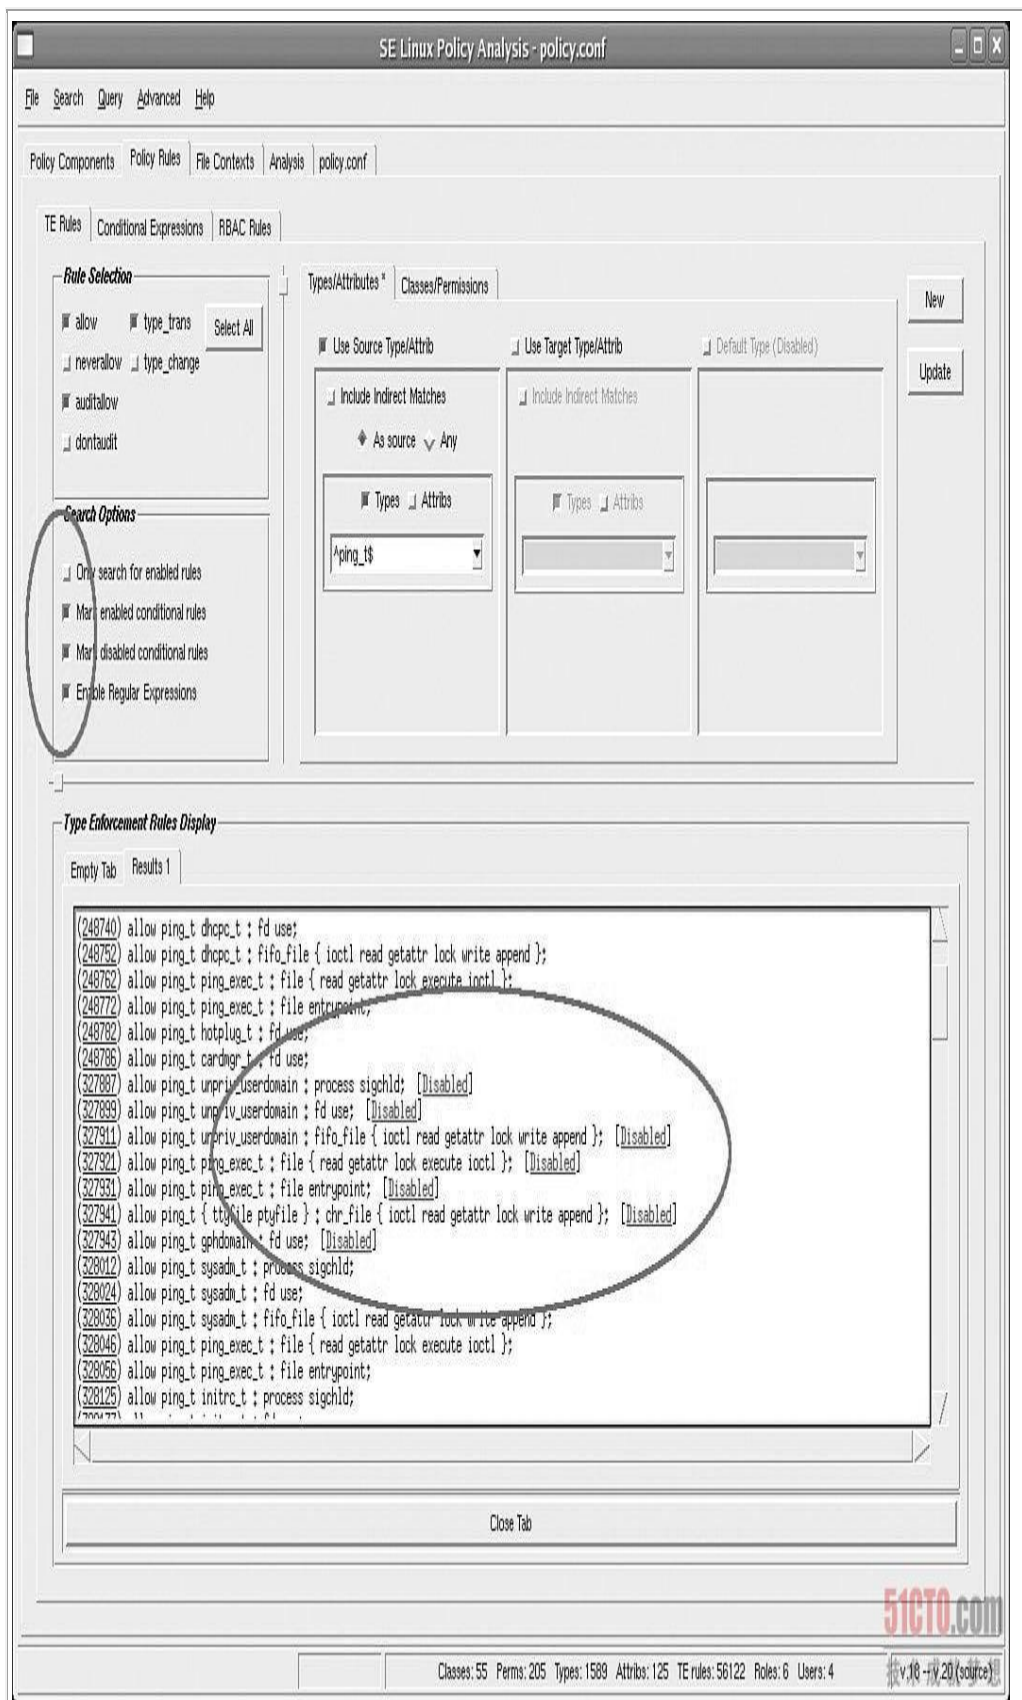 SE Linux Policy Analysis - policy.conf
File Search Query Advanced Help
Policy Components Policy Rules File Contexts Analysis policy.conf
TE Rules Conditional Expressions RBAC Rules
Rule Selection
allow type_trans Select All
neverallow type_change
auditallow
dontaudit
Search Options
Only search for enabled rules
Mark enabled conditional rules
Mark disabled conditional rules
Enable Regular Expressions
Types/Attributes * Classes/Permissions
Use Source Type/Attrib Use Target Type/Attrib Default Type (Disabled)
Include Indirect Matches Include Indirect Matches
As source Any
Types Attribs Types Attribs
^ping_t$
New
Update
Type Enforcement Rules Display
Empty Tab Results 1
(248740) allow ping_t dhcpc_t : fd use;
(248752) allow ping_t dhcpc_t : fifo_file { ioctl read getattr lock write append };
(248762) allow ping_t ping_exec_t : file { read getattr lock execute ioctl };
(248772) allow ping_t ping_exec_t : file entrypoint;
(248782) allow ping_t hotplug_t : fd use;
(248786) allow ping_t cardmgr_t : fd use;
(327887) allow ping_t unpriv_userdomain : process sigchld; [Disabled]
(327899) allow ping_t unpriv_userdomain : fd use; [Disabled]
(327911) allow ping_t unpriv_userdomain : fifo_file { ioctl read getattr lock write append }; [Disabled]
(327921) allow ping_t ping_exec_t : file { read getattr lock execute ioctl }; [Disabled]
(327931) allow ping_t ping_exec_t : file entrypoint; [Disabled]
(327941) allow ping_t { ttyfile ptyfile } : chr_file { ioctl read getattr lock write append }; [Disabled]
(327943) allow ping_t gphdomain : fd use; [Disabled]
(328012) allow ping_t sysadm_t : process sigchld;
(328024) allow ping_t sysadm_t : fd use;
(328036) allow ping_t sysadm_t : fifo_file { ioctl read getattr lock write append };
(328046) allow ping_t ping_exec_t : file { read getattr lock execute ioctl };
(328056) allow ping_t ping_exec_t : file entrypoint;
(328125) allow ping_t initrc_t : process sigchld;
Close Tab
51CTO.com
技术成就梦想
Classes: 55 Perms: 205 Types: 1589 Attribs: 125 TE rules: 56122 Roles: 6 Users: 4
v.18 -- v.20 (source)